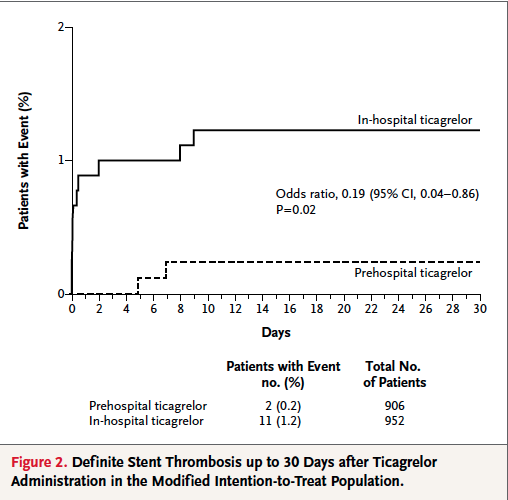 2
1
0
Patients with Event (%)
In-hospital ticagrelor
Odds ratio, 0.19 (95% CI, 0.04–0.86)
P=0.02
Prehospital ticagrelor
0 2 4 6 8 10 12 14 16 18 20 22 24 26 28 30
Days
Patients with Event Total No.
no. (%) of Patients
Prehospital ticagrelor 2 (0.2) 906
In-hospital ticagrelor 11 (1.2) 952
Figure 2. Definite Stent Thrombosis up to 30 Days after Ticagrelor
Administration in the Modified Intention-to-Treat Population.